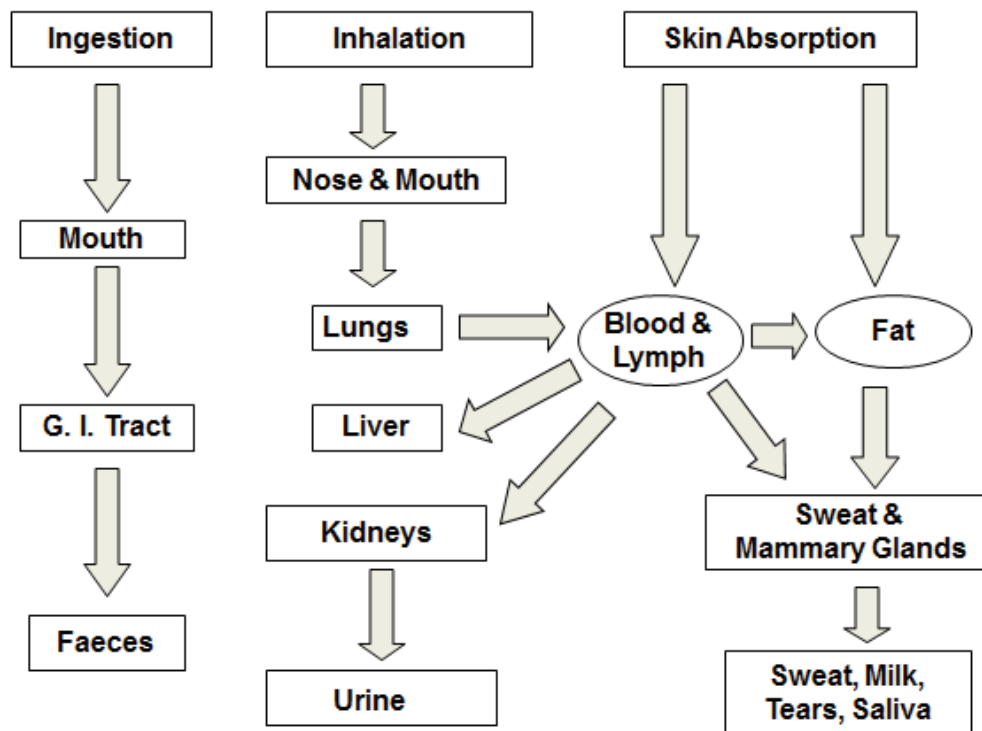 Ingestion
Inhalation
Skin Absorption
Nose & Mouth
Mouth
Lungs
Blood &
Lymph
Fat
G. I. Tract
Liver
Kidneys
Sweat &
Mammary Glands
Faeces
Urine
Sweat, Milk,
Tears, Saliva